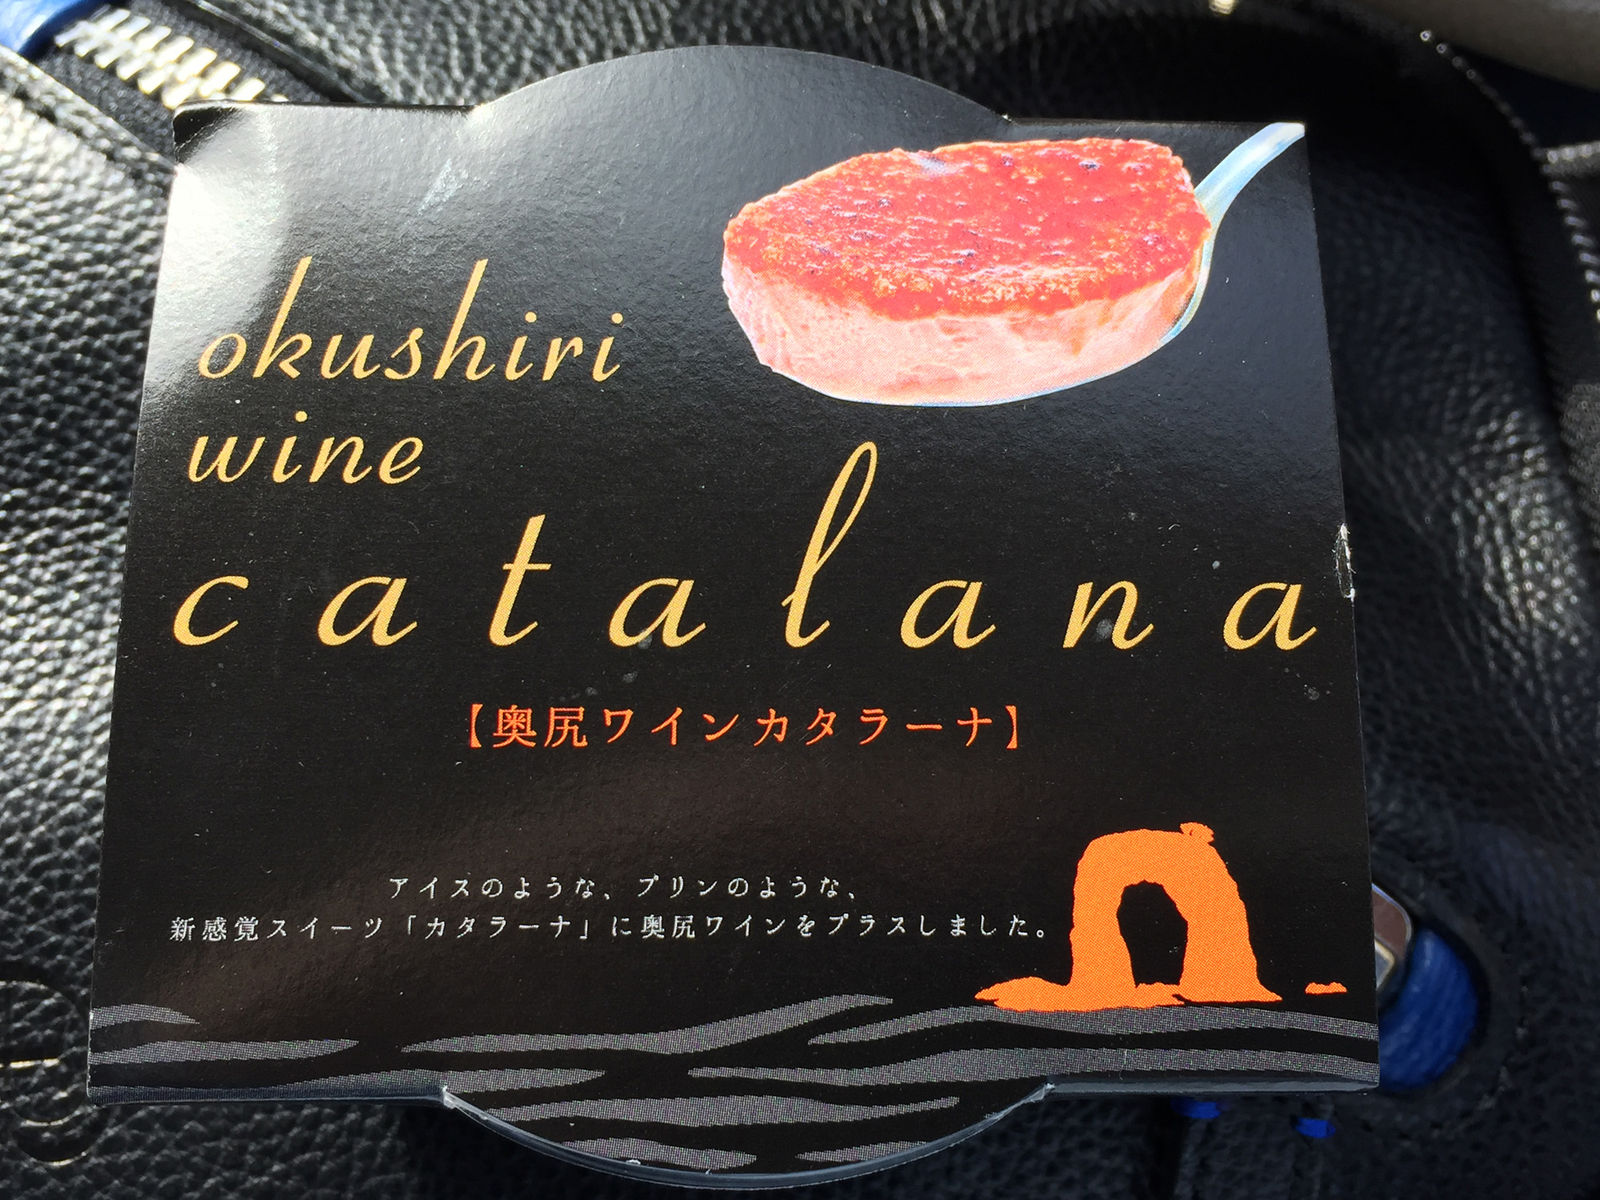 okushiri
wine
catalana
【奥尻ワインカタラーナ】
アイスのような、プリンのような、
新感覚スイーツ「カタラーナ」に奥尻ワインをプラスしました。